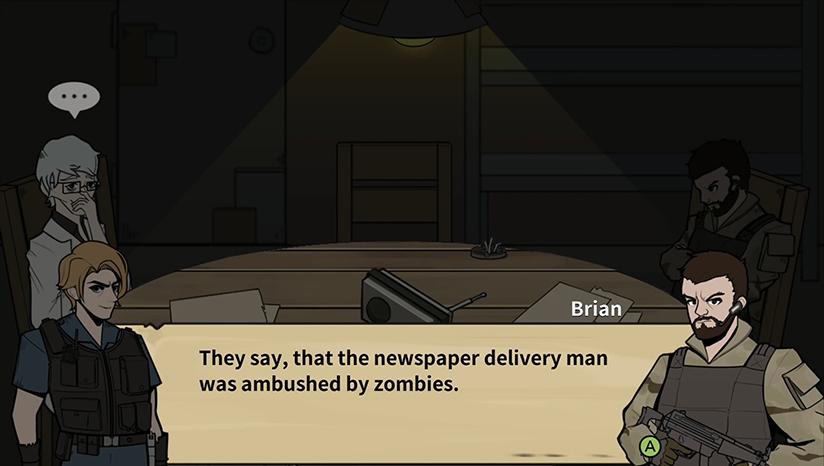 ...
Brian
They say, that the newspaper delivery man
was ambushed by zombies.
A